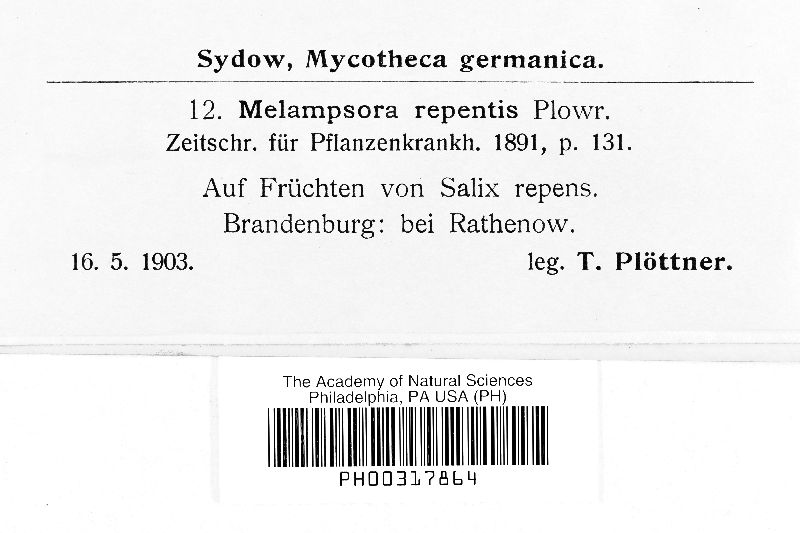 Sydow, Mycotheca germanica.
12. Melampsora repentis Plowr.
Zeitschr. für Pflanzenkrankh. 1891, p. 131.
Auf Früchten von Salix repens.
Brandenburg: bei Rathenow.
16. 5. 1903. leg. T. Plöttner.
The Academy of Natural Sciences
Philadelphia, PA USA (PH)
PH00317864